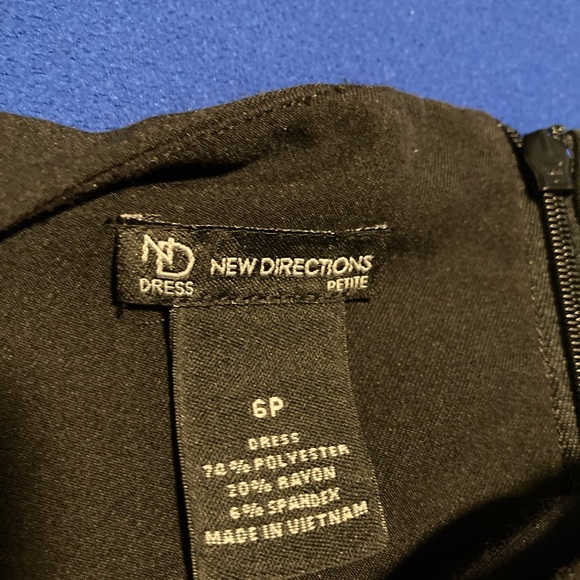 ND NEW DIRECTIONS
DRESS PETITE
6P
DRESS
74% POLYESTER
20% RAYON
6% SPANDEX
MADE IN VIETNAM